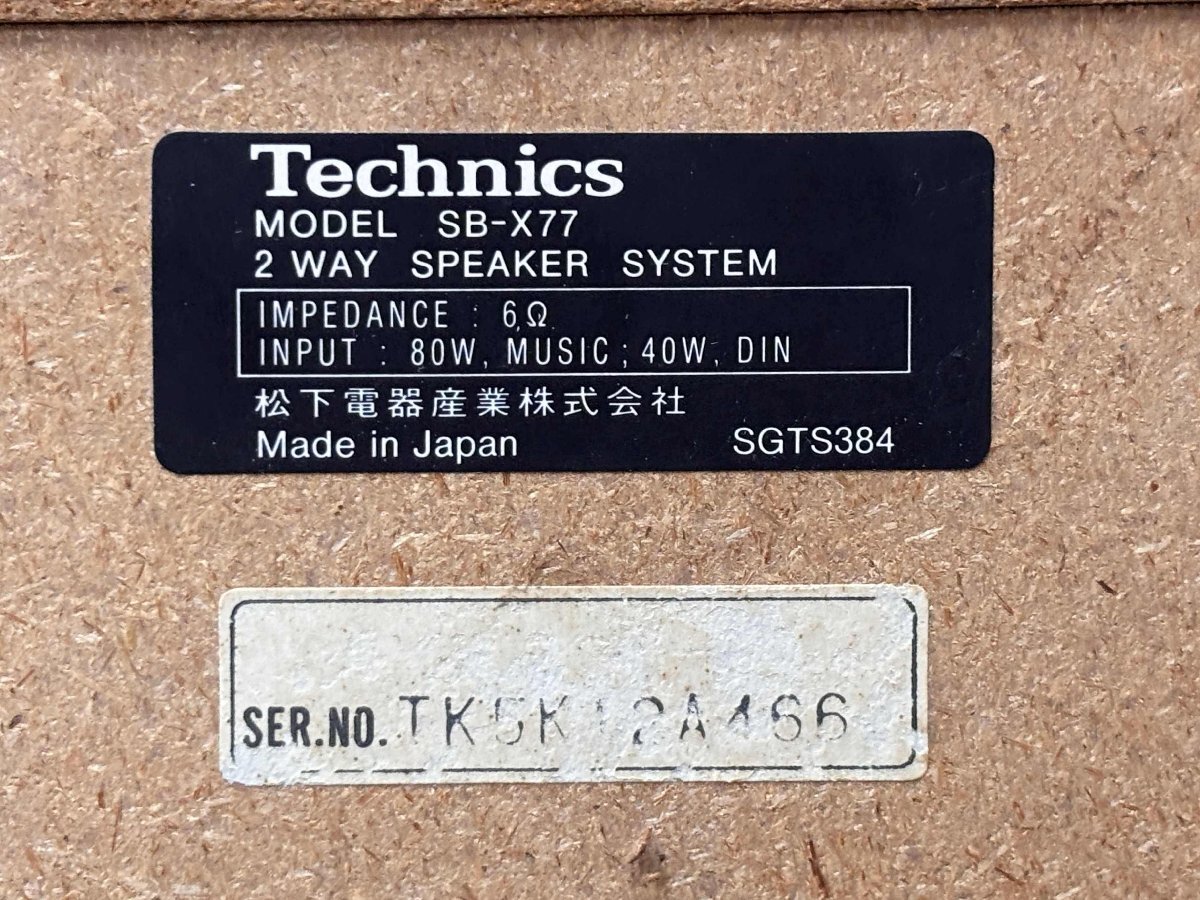 Technics
MODEL SB-X77
2 WAY SPEAKER SYSTEM
IMPEDANCE : 6Ω
INPUT : 80W, MUSIC ; 40W, DIN
松下電器産業株式会社
Made in Japan SGTS384
SER.NO.